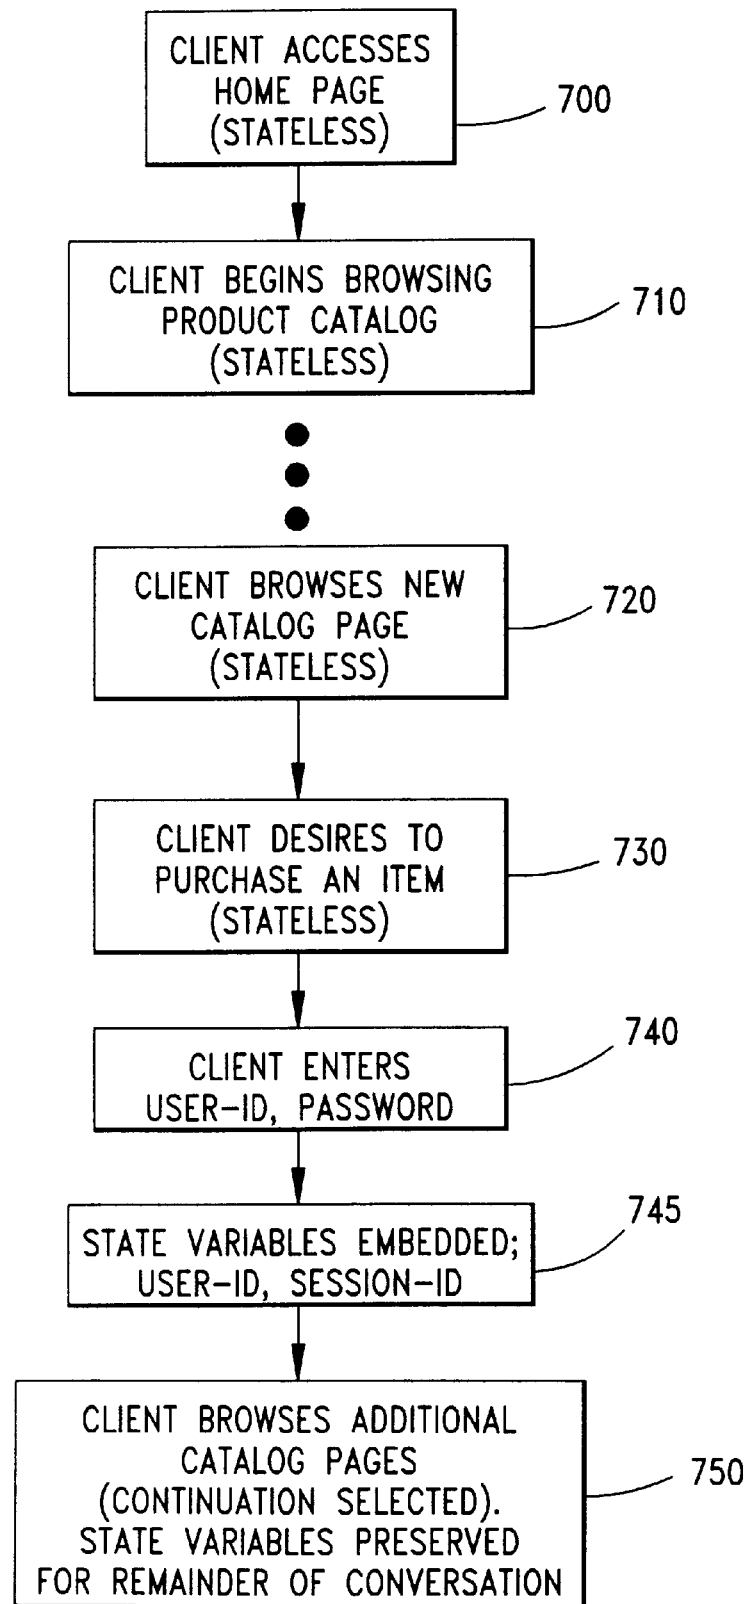 CLIENT ACCESSES
HOME PAGE
(STATELESS)
700
CLIENT BEGINS BROWSING
PRODUCT CATALOG
(STATELESS)
710
CLIENT BROWSES NEW
CATALOG PAGE
(STATELESS)
720
CLIENT DESIRES TO
PURCHASE AN ITEM
(STATELESS)
730
CLIENT ENTERS
USER-ID, PASSWORD
740
STATE VARIABLES EMBEDDED;
USER-ID, SESSION-ID
745
CLIENT BROWSES ADDITIONAL
CATALOG PAGES
(CONTINUATION SELECTED).
STATE VARIABLES PRESERVED
FOR REMAINDER OF CONVERSATION
750